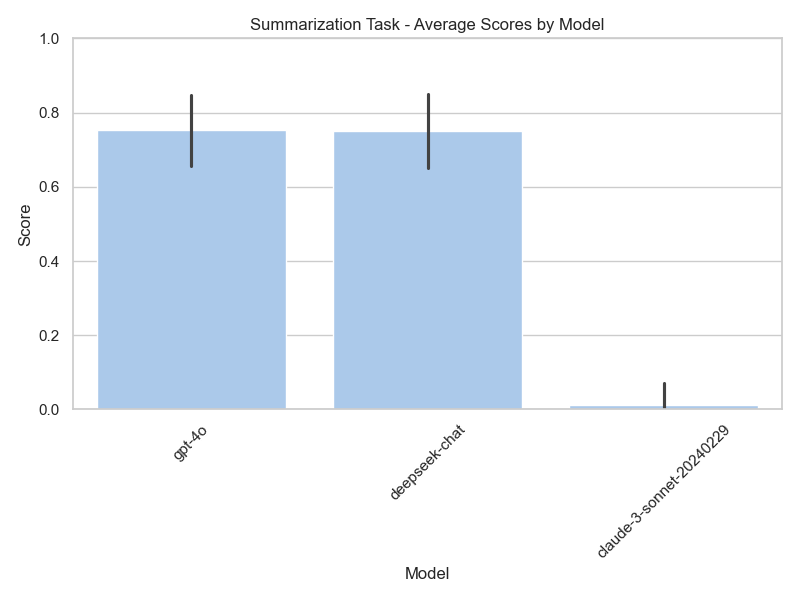 Summarization Task - Average Scores by Model
1.0
0.8
0.6
0.4
0.2
0.0
Score
gpt-4o
deepseek-chat
claude-3-sonnet-20240229
Model